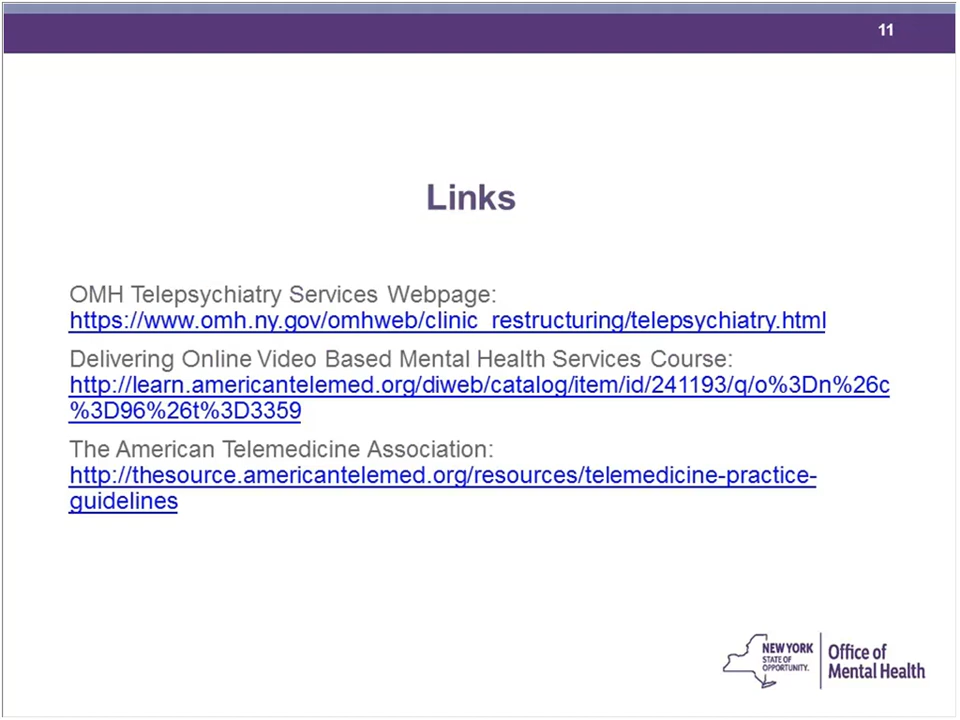 11
Links
OMH Telepsychiatry Services Webpage:
https://www.omh.ny.gov/omhweb/clinic_restructuring/telepsychiatry.html
Delivering Online Video Based Mental Health Services Course:
http://learn.americantelemed.org/diweb/catalog/item/id/241193/q/o%3Dn%26c
%3D96%26t%3D3359
The American Telemedicine Association:
http://thesource.americantelemed.org/resources/telemedicine-practice-
guidelines
NEW YORK
STATE OF
OPPORTUNITY.
Office of
Mental Health